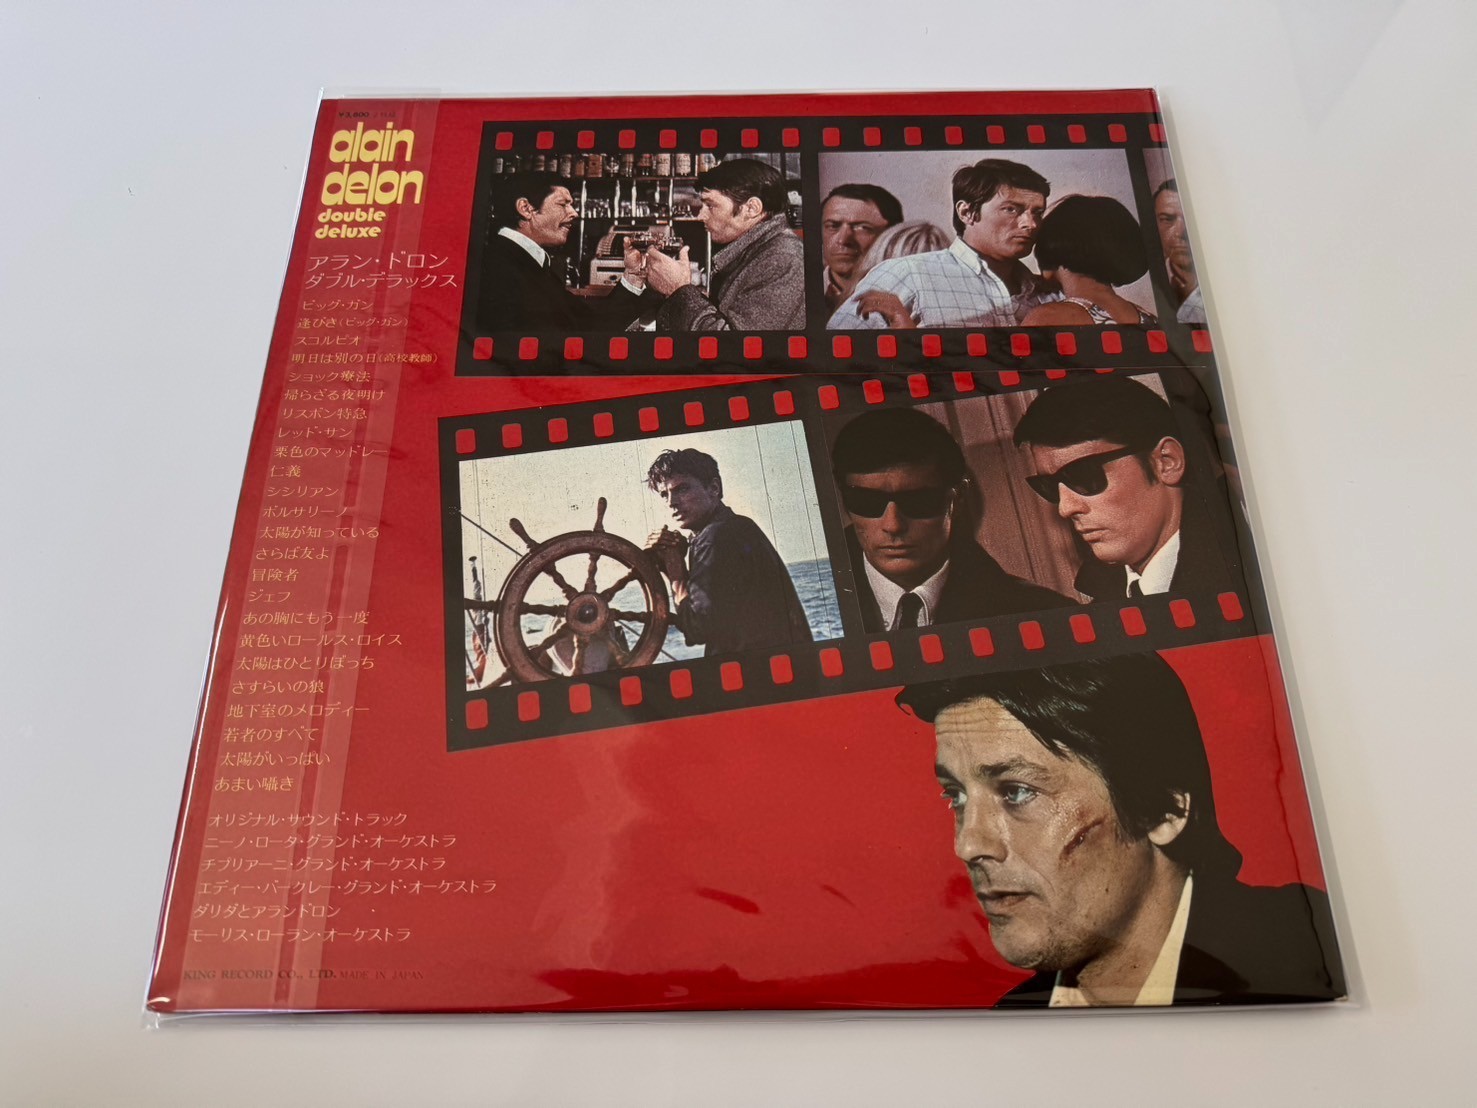 ¥3,800
alain
delon
double
deluxe
アラン・ドロン
ダブル・デラックス
ビッグ・ガン
逢びき(ビッグ・ガン)
スコルピオ
明日は別の日(高校教師)
ショック療法
帰らざる夜明け
リスボン特急
レッド・サン
栗色のマッドレー
仁義
シシリアン
ボルサリーノ
太陽が知っている
さらば友よ
冒険者
ジェフ
あの胸にもう一度
黄色いロールス・ロイス
太陽はひとりぼっち
さすらいの狼
地下室のメロディー
若者のすべて
太陽がいっぱい
あまい囁き
オリジナル・サウンド・トラック
ニーノ・ロータ・グランド・オーケストラ
チプリアーニ・グランド・オーケストラ
エディー・バークレー・グランド・オーケストラ
ダリダとアランドロン
モーリス・ローラン・オーケストラ
KING RECORD CO., LTD. MADE IN JAPAN